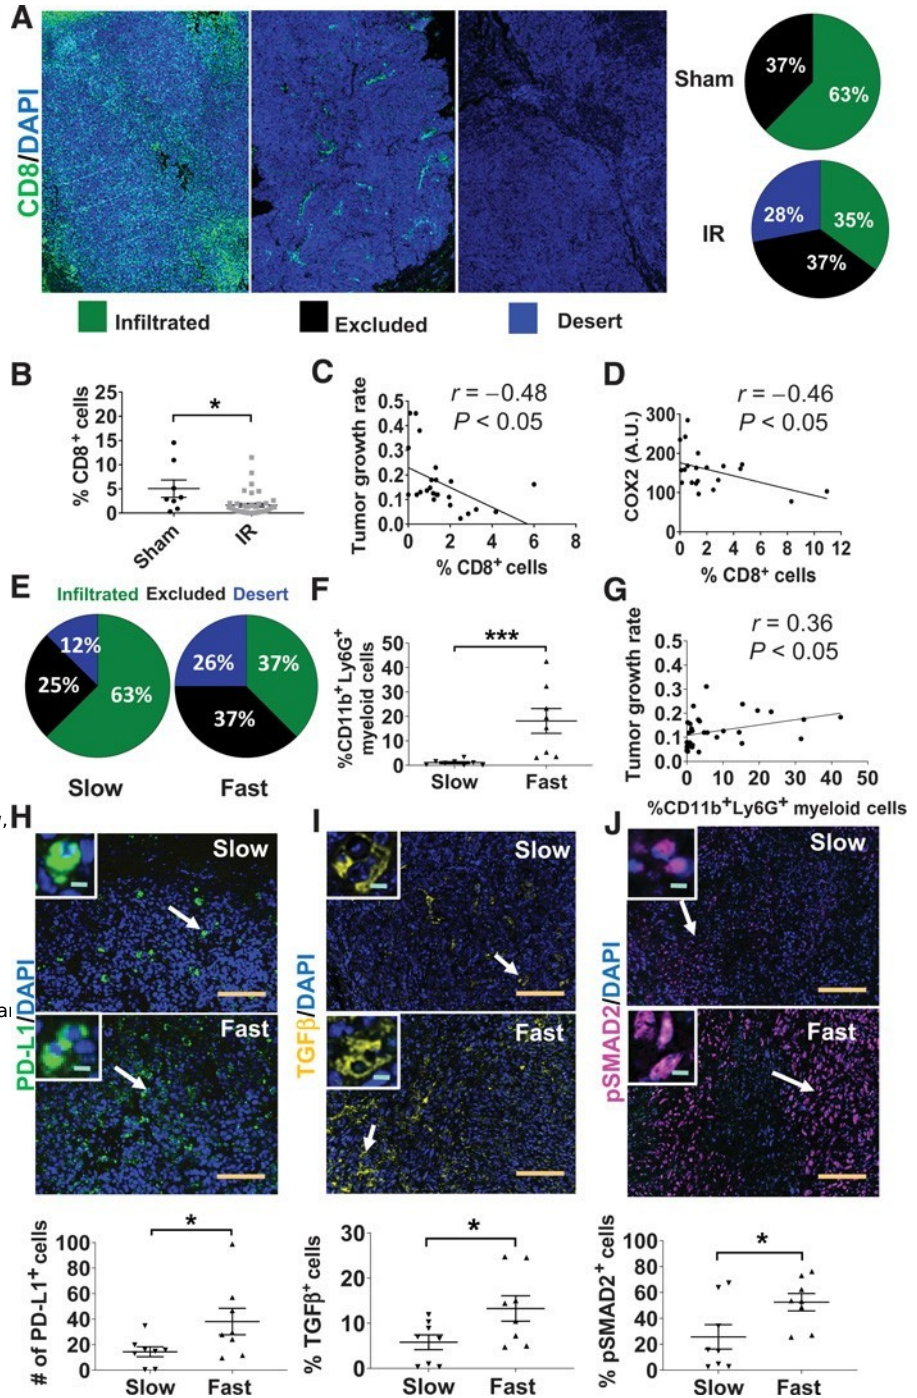 A
CD8/DAPI
Sham
37%
63%
IR
28%
35%
37%
Infiltrated
Excluded
Desert
B
% CD8+ cells
25
20
15
10
5
0
*
Sham
IR
C
Tumor growth rate
0.5
0.4
0.3
0.2
0.1
0.0
r = −0.48
P < 0.05
0 2 4 6 8
% CD8+ cells
D
COX2 (A.U.)
300
200
100
0
r = −0.46
P < 0.05
0 2 4 6 8 10 12
% CD8+ cells
E
Infiltrated Excluded Desert
12%
25%
63%
26%
37%
37%
Slow
Fast
F
%CD11b+Ly6G+
myeloid cells
50
40
30
20
10
0
***
Slow
Fast
G
Tumor growth rate
0.5
0.4
0.3
0.2
0.1
0.0
r = 0.36
P < 0.05
0 10 20 30 40 50
%CD11b+Ly6G+ myeloid cells
H
PD-L1/DAPI
Slow
Fast
# of PD-L1+ cells
100
80
60
40
20
0
*
Slow
Fast
I
TGFβ/DAPI
Slow
Fast
% TGFβ+ cells
30
20
10
0
*
Slow
Fast
J
pSMAD2/DAPI
Slow
Fast
% pSMAD2+ cells
100
80
60
40
20
0
*
Slow
Fast